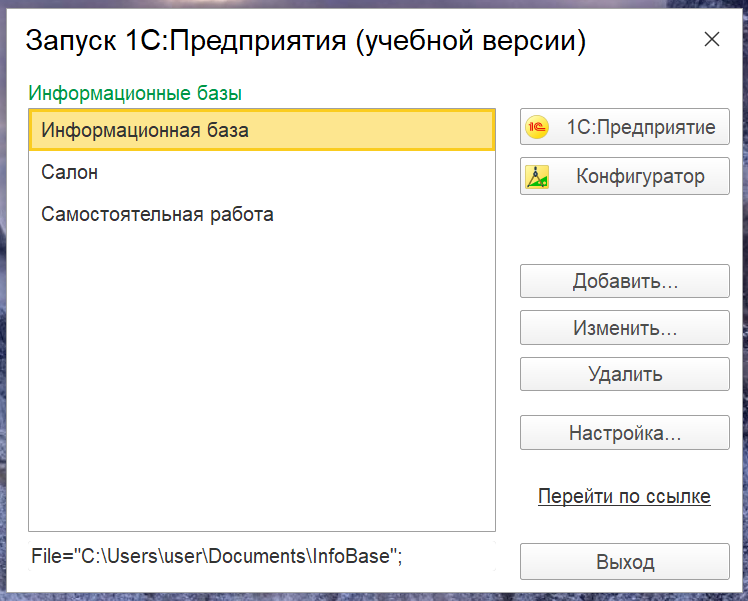 Запуск 1С:Предприятия (учебной версии)
Информационные базы
Информационная база
Салон
Самостоятельная работа
1С:Предприятие
Конфигуратор
Добавить...
Изменить...
Удалить
Настройка...
Перейти по ссылке
File="C:\Users\user\Documents\InfoBase";
Выход